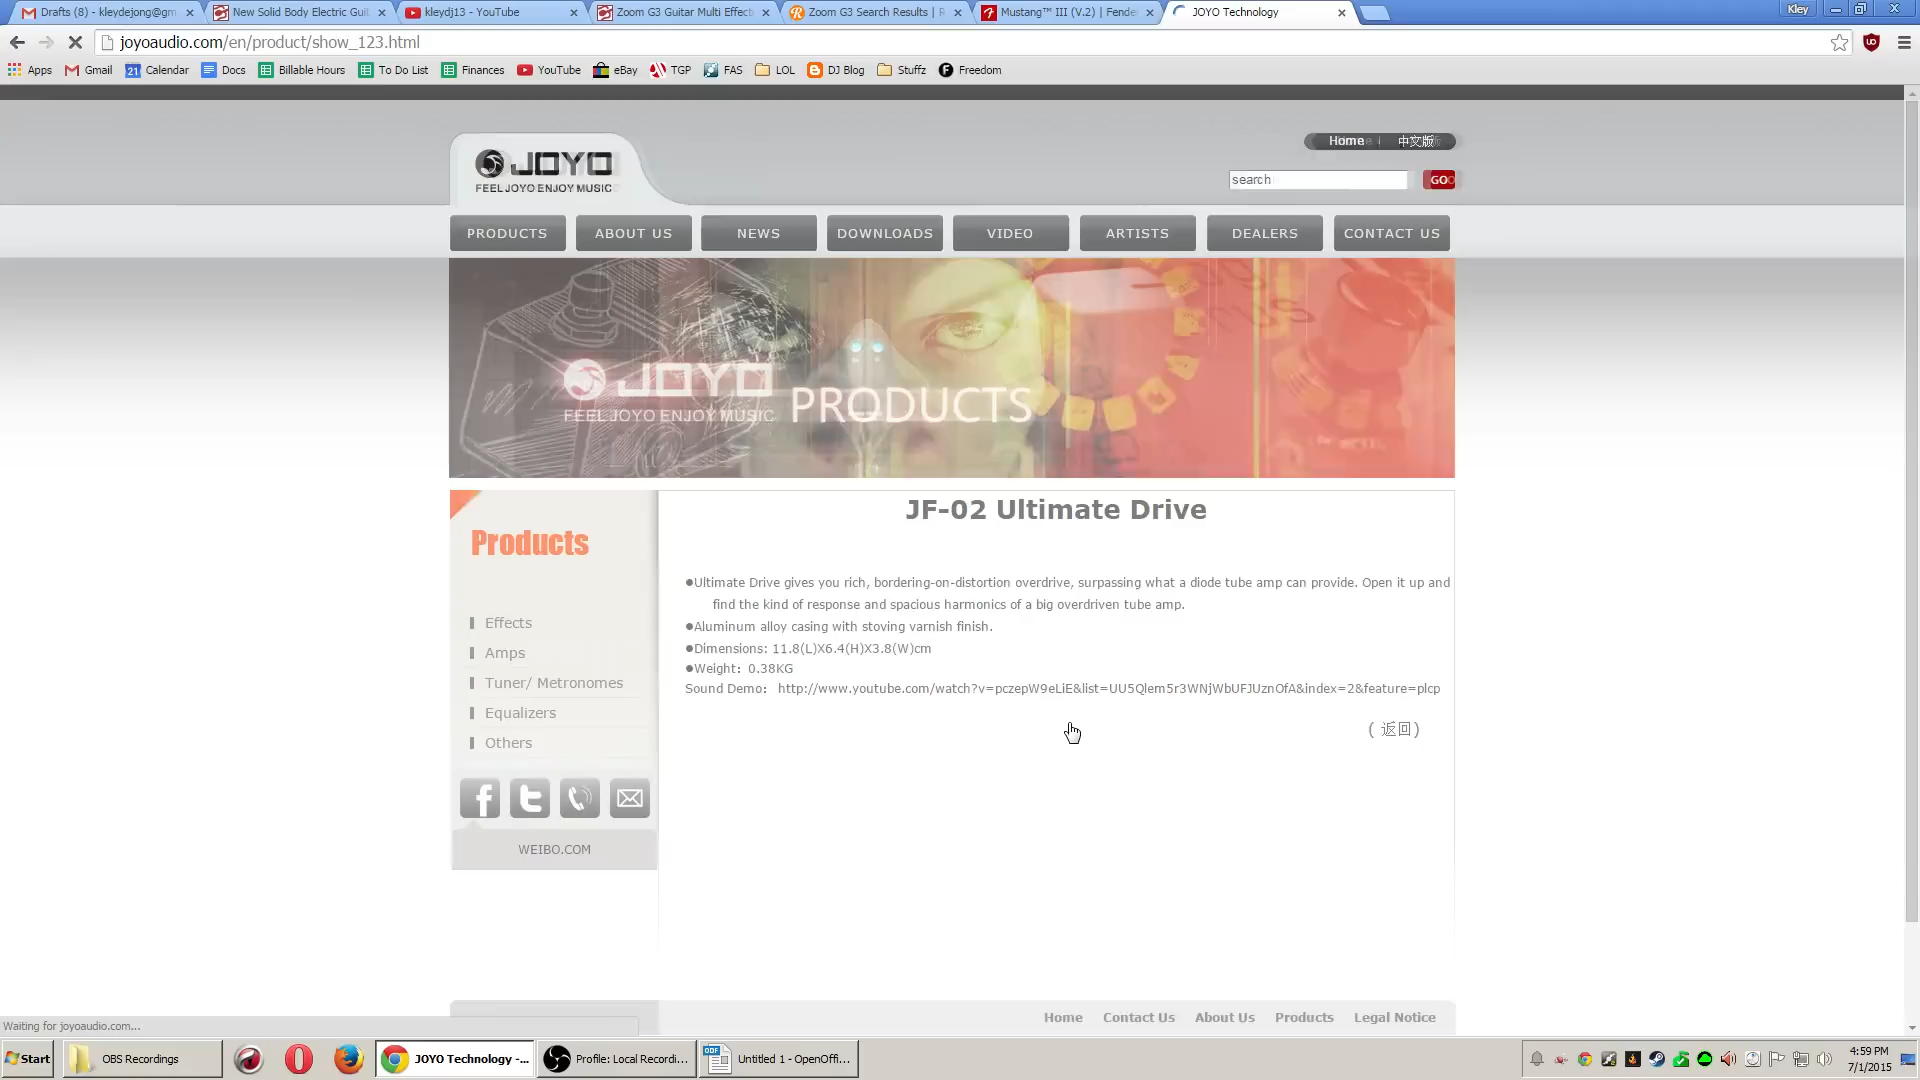 Drafts (8) - kleydejong@gm
New Solid Body Electric Gui
kleydj13 - YouTube
Zoom G3 Guitar Multi Effect
Zoom G3 Search Results | R
Mustang™ III (V.2) | Fende
JOYO Technology
Kley
joyoaudio.com/en/product/show_123.html
Apps
Gmail
Calendar
Docs
Billable Hours
To Do List
Finances
YouTube
eBay
TGP
FAS
LOL
DJ Blog
Stuffz
Freedom
Home
中文版
JOYO
FEEL JOYO ENJOY MUSIC
search
GO
PRODUCTS
ABOUT US
NEWS
DOWNLOADS
VIDEO
ARTISTS
DEALERS
CONTACT US
JOYO
FEEL JOYO ENJOY MUSIC
PRODUCTS
Products
Effects
Amps
Tuner/ Metronomes
Equalizers
Others
WEIBO.COM
JF-02 Ultimate Drive
●Ultimate Drive gives you rich, bordering-on-distortion overdrive, surpassing what a diode tube amp can provide. Open it up and
find the kind of response and spacious harmonics of a big overdriven tube amp.
●Aluminum alloy casing with stoving varnish finish.
●Dimensions: 11.8(L)X6.4(H)X3.8(W)cm
●Weight：0.38KG
Sound Demo： http://www.youtube.com/watch?v=pczepW9eLiE&list=UU5Qlem5r3WNjWbUFJUznOfA&index=2&feature=plcp
( 返回)
Home
Contact Us
About Us
Products
Legal Notice
Waiting for joyoaudio.com...
Start
OBS Recordings
JOYO Technology -...
Profile: Local Recordi...
Untitled 1 - OpenOffi...
4:59 PM
7/1/2015